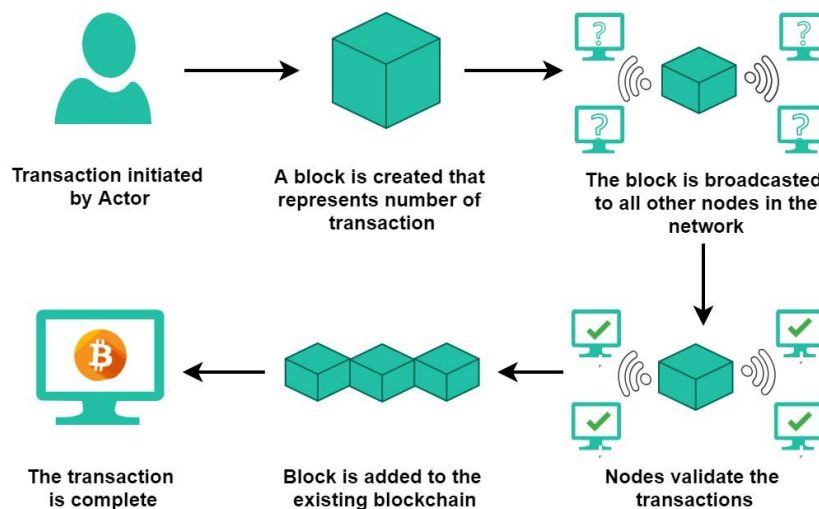 ?
?
?
?
Transaction initiated
by Actor
A block is created that
represents number of
transaction
The block is broadcasted
to all other nodes in the
network
₿
The transaction
is complete
Block is added to the
existing blockchain
Nodes validate the
transactions